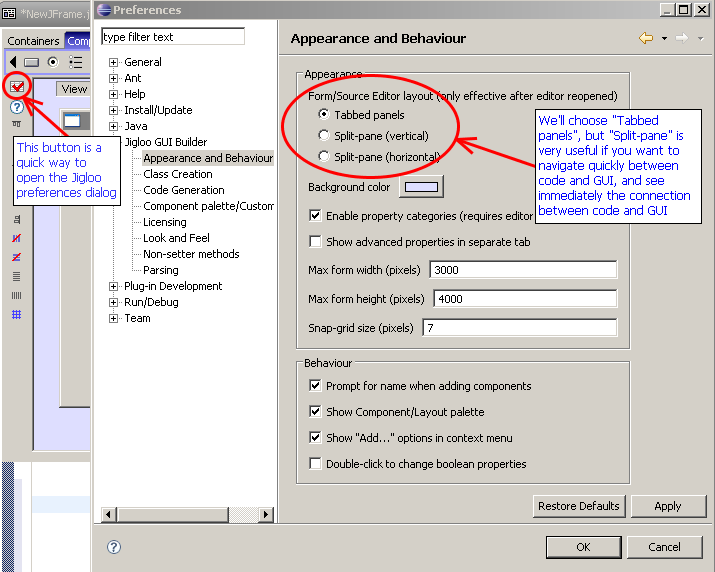 *NewJFrame.j
Preferences
Containers
Comp
View
This button is a
quick way to
open the Jigloo
preferences dialog
type filter text
General
Ant
Help
Install/Update
Java
Jigloo GUI Builder
Appearance and Behaviour
Class Creation
Code Generation
Component palette/Custom
Licensing
Look and Feel
Non-setter methods
Parsing
Plug-in Development
Run/Debug
Team
Appearance and Behaviour
Appearance
Form/Source Editor layout (only effective after editor reopened)
Tabbed panels
Split-pane (vertical)
Split-pane (horizontal)
We'll choose "Tabbed
panels", but "Split-pane" is
very useful if you want to
navigate quickly between
code and GUI, and see
immediately the connection
between code and GUI
Background color
Enable property categories (requires editor
Show advanced properties in separate tab
Max form width (pixels) 3000
Max form height (pixels) 4000
Snap-grid size (pixels) 7
Behaviour
Prompt for name when adding components
Show Component/Layout palette
Show "Add..." options in context menu
Double-click to change boolean properties
Restore Defaults
Apply
OK
Cancel